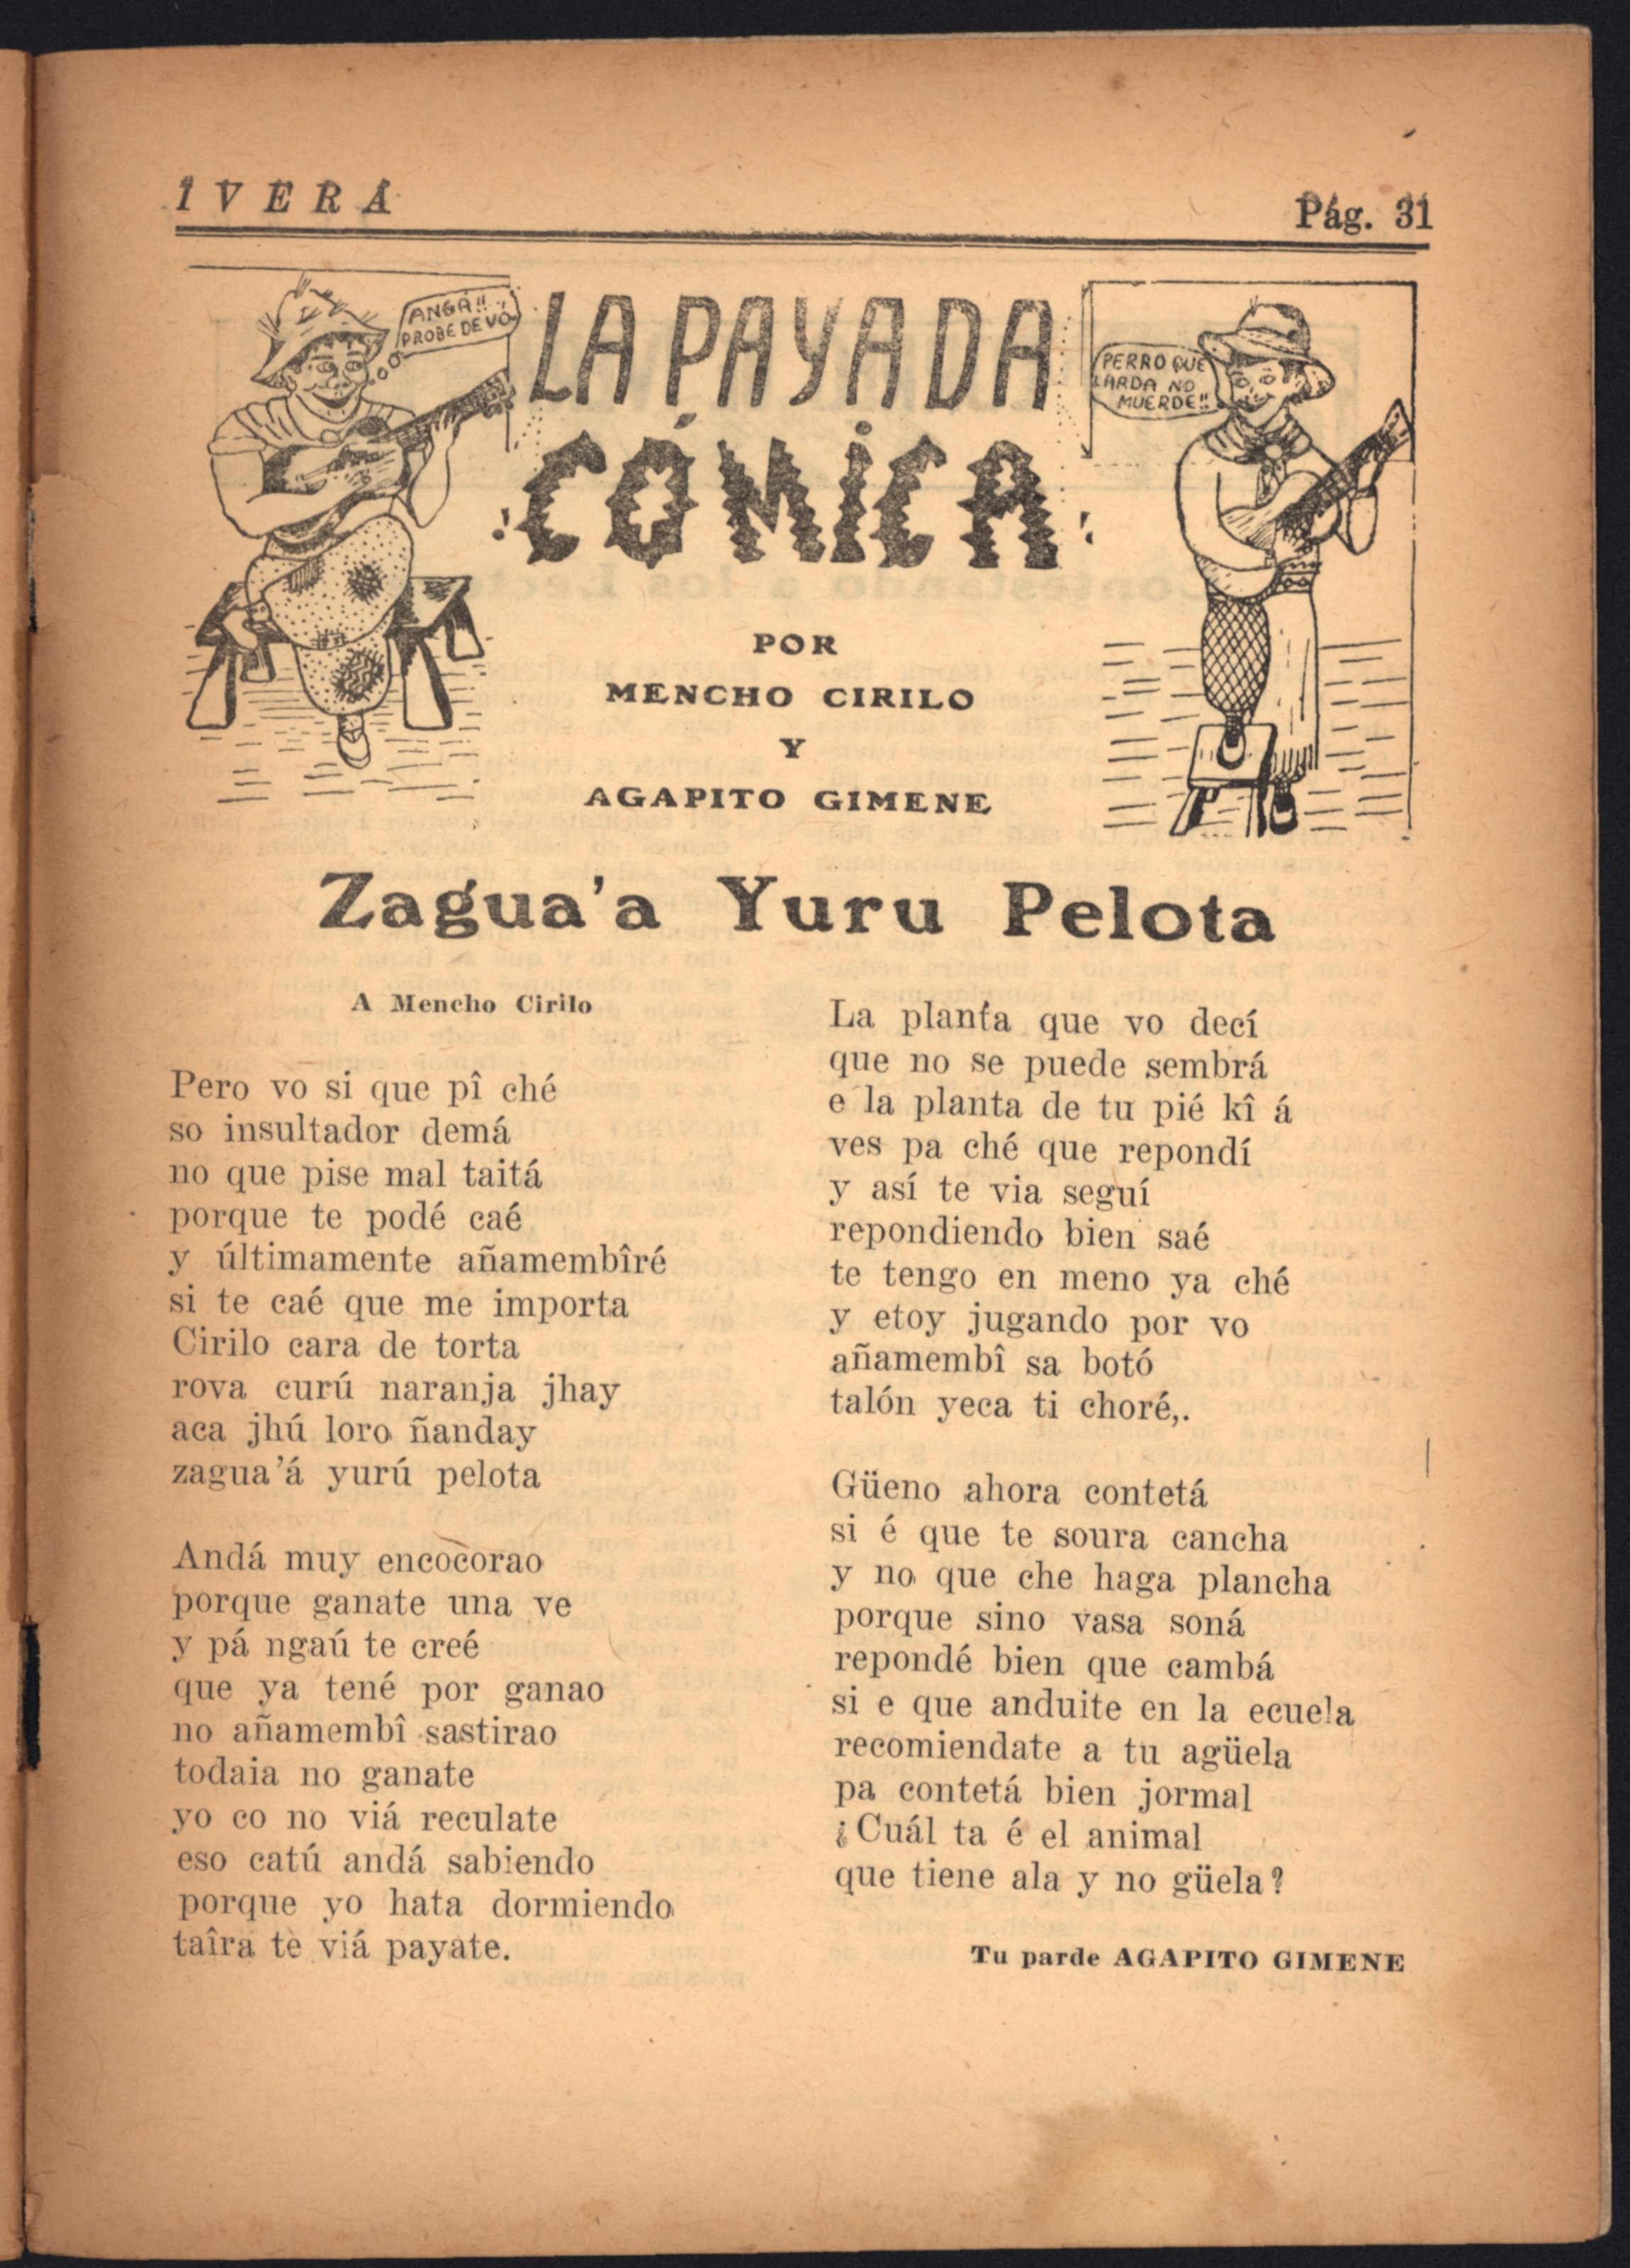 IVERÁ
Pág. 31
ANGÁ!!
PROBE DE VO
LA PAYADA
CÓMICA
PERRO QUE
LARDA NO
MUERDE!!
POR
MENCHO CIRILO
Y
AGAPITO GIMENE
Zagua'a Yuru Pelota
A Mencho Cirilo
Pero vo si que pî ché
so insultador demá
no que pise mal taitá
porque te podé caé
y últimamente añamembîré
si te caé que me importa
Cirilo cara de torta
rova curú naranja jhay
aca jhú loro ñanday
zagua'á yurú pelota
Andá muy encocorao
porque ganate una ve
y pá ngaú te creé
que ya tené por ganao
no añamembî sastirao
todaia no ganate
yo co no viá reculate
eso catú andá sabiendo
porque yo hata dormiendo
taîra te viá payate.
La planta que vo decí
que no se puede sembrá
e la planta de tu pié kî á
ves pa ché que repondí
y así te via seguí
repondiendo bien saé
te tengo en meno ya ché
y etoy jugando por vo
añamembî sa botó
talón yeca ti choré,.
Güeno ahora contetá
si é que te soura cancha
y no que che haga plancha
porque sino vasa soná
repondé bien que cambá
si e que anduite en la ecuela
recomiendate a tu agüela
pa contetá bien jormal
¿Cuál ta é el animal
que tiene ala y no güela?
Tu parde AGAPITO GIMENE